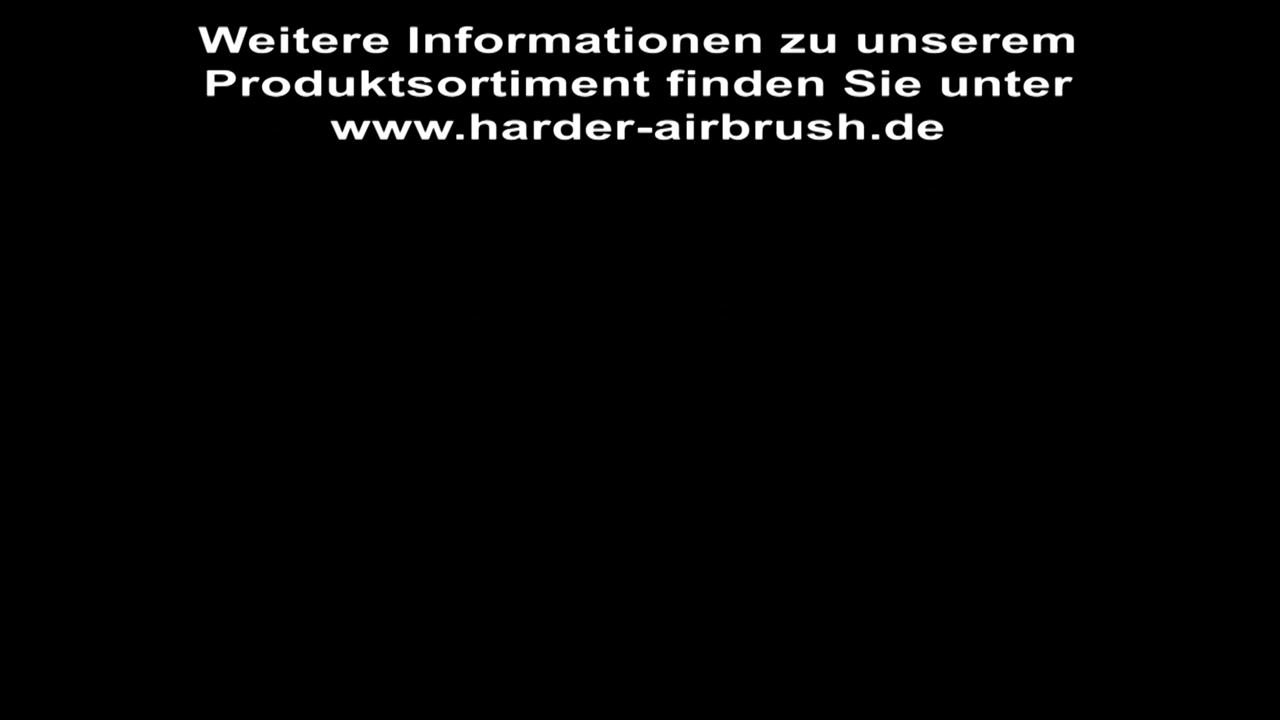 Weitere Informationen zu unserem
Produktsortiment finden Sie unter
www.harder-airbrush.de